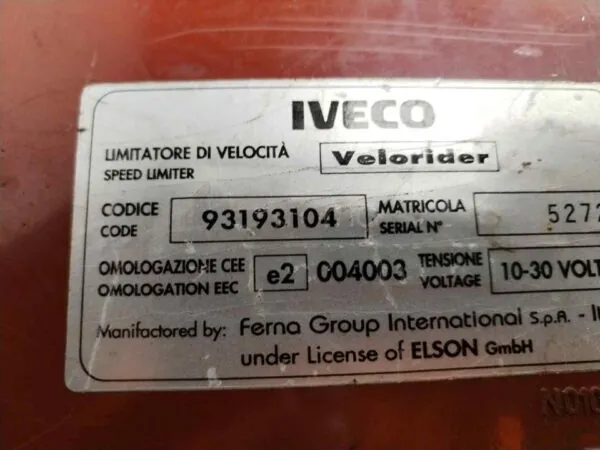 IVECO
LIMITATORE DI VELOCITÀ Velorider
SPEED LIMITER
CODICE 93193104 MATRICOLA
CODE SERIAL N°
OMOLOGAZIONE CEE e2 004003 TENSIONE 10-30 VOLT
OMOLOGATION EEC VOLTAGE
Manifactored by: Ferna Group International S.p.A. -
under License of ELSON GmbH